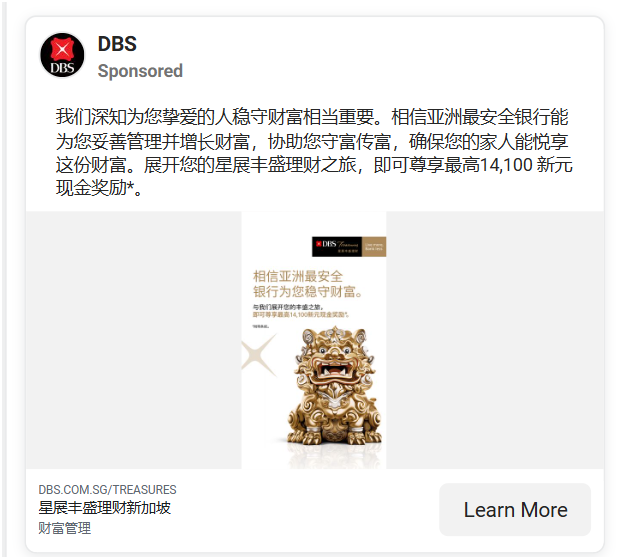 DBS
Sponsored
DBS
我们深知为您挚爱的人稳守财富相当重要。相信亚洲最安全银行能
为您妥善管理并增长财富，协助您守富传富，确保您的家人能悦享
这份财富。展开您的星展丰盛理财之旅，即可尊享最高14,100 新元
现金奖励*。
DBS Treasures
相信亚洲最安全
银行为您稳守财富。
与我们展开您的丰盛之旅，
即可尊享最高14,100新元现金奖励*。
DBS.COM.SG/TREASURES
星展丰盛理财新加坡
财富管理
Learn More